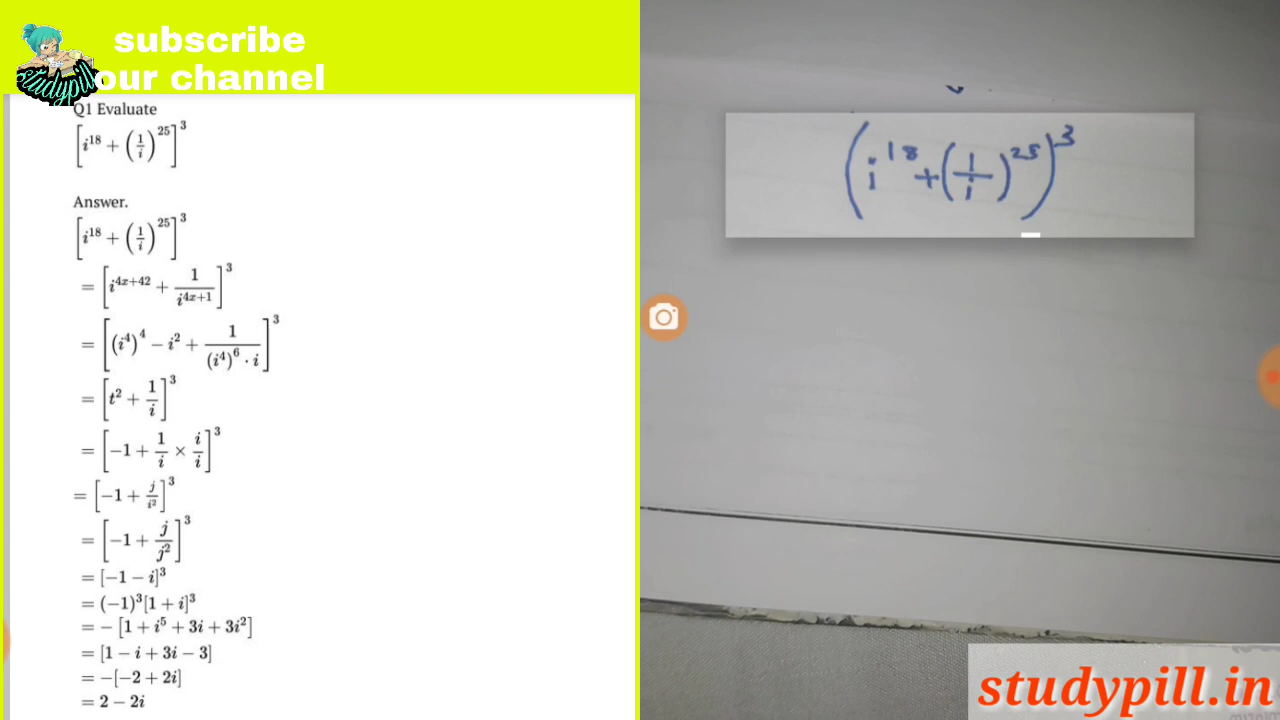 subscribe
our channel
studypill
Q1 Evaluate
[i^18 + (1/i)^25]^3
Answer.
[i^18 + (1/i)^25]^3
= [i^{4x+42} + 1/i^{4x+1}]^3
= [(i^4)^4 − i^2 + 1/((i^4)^6 · i)]^3
= [t^2 + 1/i]^3
= [−1 + 1/i × i/i]^3
= [−1 + j/i^2]^3
= [−1 + j/j^2]^3
= [−1 − i]^3
= (−1)^3[1 + i]^3
= − [1 + i^5 + 3i + 3i^2]
= [1 − i + 3i − 3]
= −[−2 + 2i]
= 2 − 2i
(i^18 + (1/i)^25)^3
studypill.in